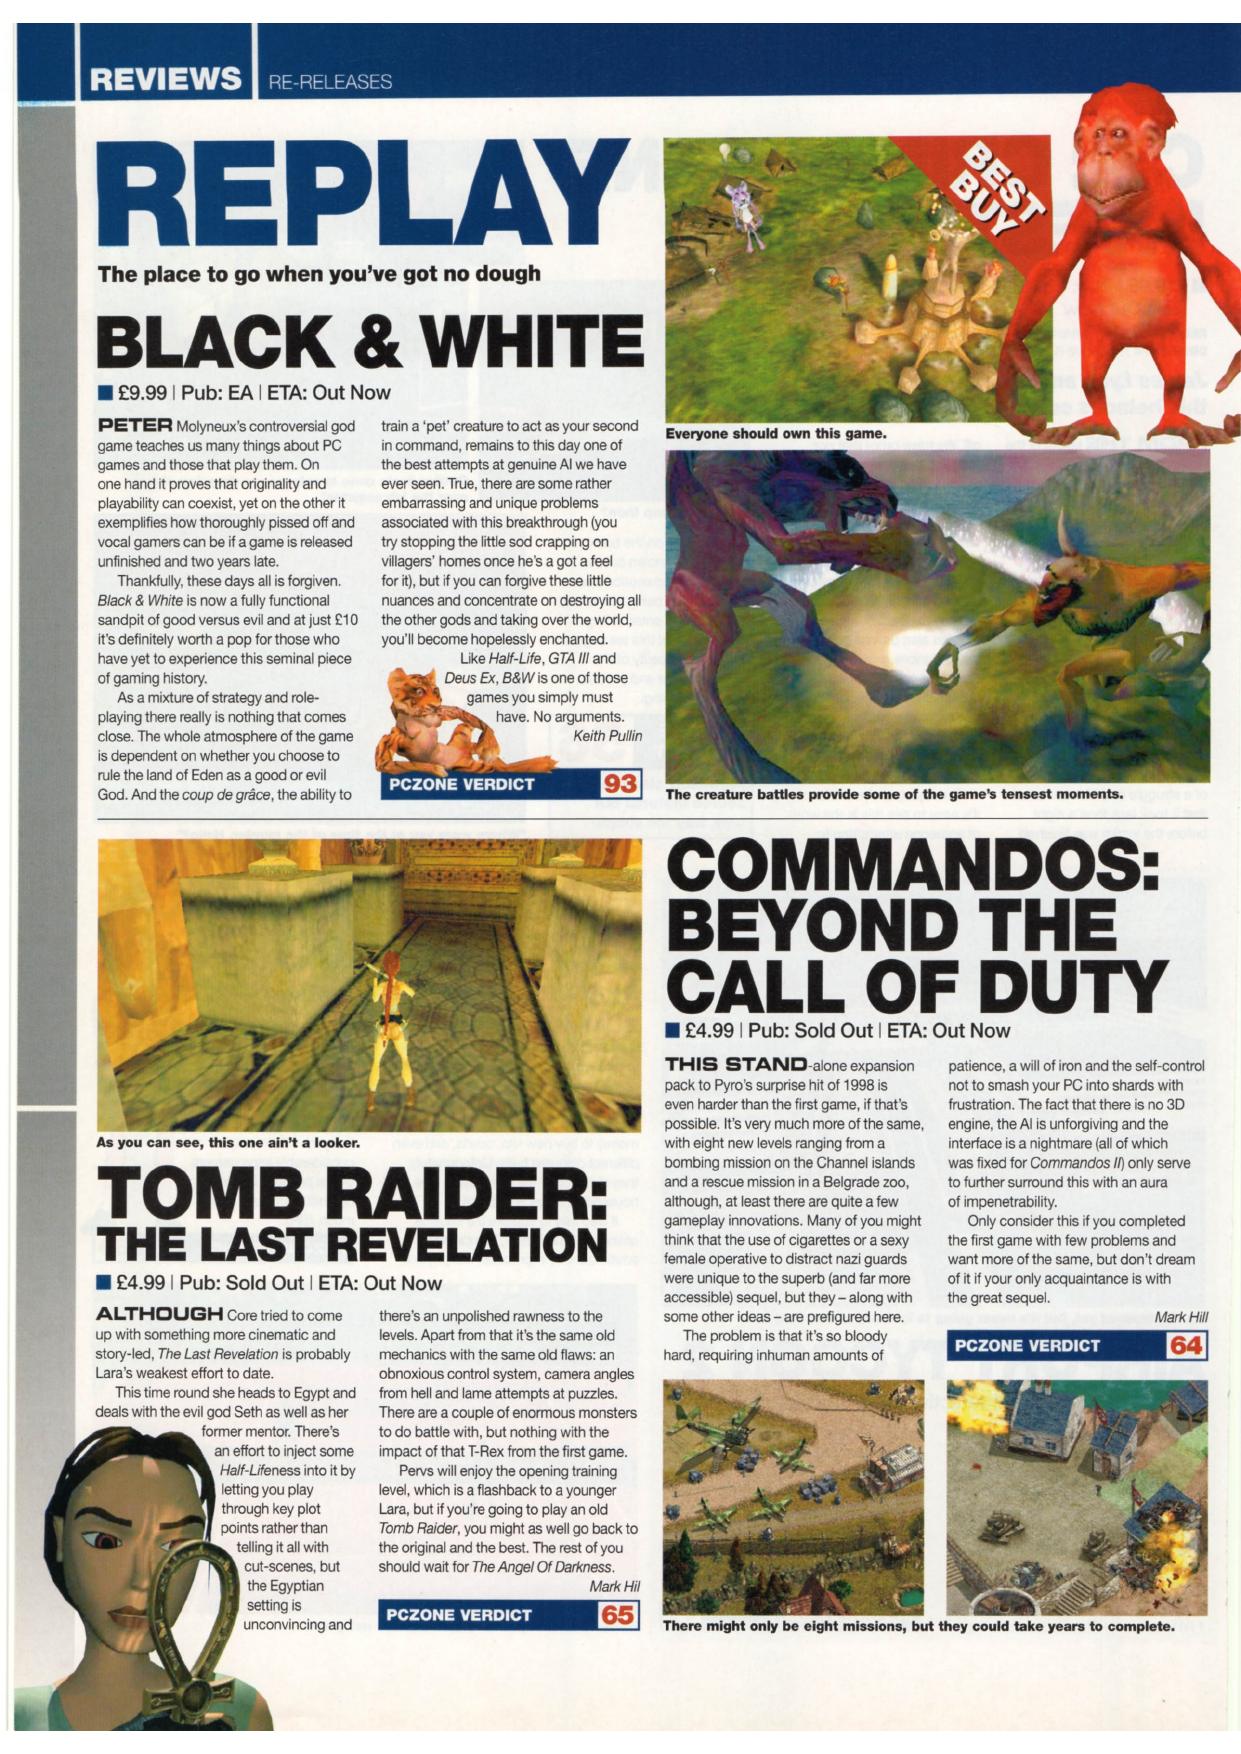 REVIEWS
RE-RELEASES
REPLAY
The place to go when you've got no dough
BLACK & WHITE
£9.99 | Pub: EA | ETA: Out Now
PETER Molyneux's controversial god
game teaches us many things about PC
games and those that play them. On
one hand it proves that originality and
playability can coexist, yet on the other it
exemplifies how thoroughly pissed off and
vocal gamers can be if a game is released
unfinished and two years late.
Thankfully, these days all is forgiven.
Black & White is now a fully functional
sandpit of good versus evil and at just £10
it's definitely worth a pop for those who
have yet to experience this seminal piece
of gaming history.
As a mixture of strategy and role-
playing there really is nothing that comes
close. The whole atmosphere of the game
is dependent on whether you choose to
rule the land of Eden as a good or evil
God. And the coup de grâce, the ability to
train a 'pet' creature to act as your second
in command, remains to this day one of
the best attempts at genuine AI we have
ever seen. True, there are some rather
embarrassing and unique problems
associated with this breakthrough (you
try stopping the little sod crapping on
villagers' homes once he's a got a feel
for it), but if you can forgive these little
nuances and concentrate on destroying all
the other gods and taking over the world,
you'll become hopelessly enchanted.
Like Half-Life, GTA III and
Deus Ex, B&W is one of those
games you simply must
have. No arguments.
Keith Pullin
PCZONE VERDICT 93
BEST
BUY
Everyone should own this game.
The creature battles provide some of the game's tensest moments.
As you can see, this one ain't a looker.
TOMB RAIDER:
THE LAST REVELATION
£4.99 | Pub: Sold Out | ETA: Out Now
ALTHOUGH Core tried to come
up with something more cinematic and
story-led, The Last Revelation is probably
Lara's weakest effort to date.
This time round she heads to Egypt and
deals with the evil god Seth as well as her
former mentor. There's
an effort to inject some
Half-Lifeness into it by
letting you play
through key plot
points rather than
telling it all with
cut-scenes, but
the Egyptian
setting is
unconvincing and
there's an unpolished rawness to the
levels. Apart from that it's the same old
mechanics with the same old flaws: an
obnoxious control system, camera angles
from hell and lame attempts at puzzles.
There are a couple of enormous monsters
to do battle with, but nothing with the
impact of that T-Rex from the first game.
Pervs will enjoy the opening training
level, which is a flashback to a younger
Lara, but if you're going to play an old
Tomb Raider, you might as well go back to
the original and the best. The rest of you
should wait for The Angel Of Darkness.
Mark Hil
PCZONE VERDICT 65
COMMANDOS:
BEYOND THE
CALL OF DUTY
£4.99 | Pub: Sold Out | ETA: Out Now
THIS STAND-alone expansion
pack to Pyro's surprise hit of 1998 is
even harder than the first game, if that's
possible. It's very much more of the same,
with eight new levels ranging from a
bombing mission on the Channel islands
and a rescue mission in a Belgrade zoo,
although, at least there are quite a few
gameplay innovations. Many of you might
think that the use of cigarettes or a sexy
female operative to distract nazi guards
were unique to the superb (and far more
accessible) sequel, but they – along with
some other ideas – are prefigured here.
The problem is that it's so bloody
hard, requiring inhuman amounts of
patience, a will of iron and the self-control
not to smash your PC into shards with
frustration. The fact that there is no 3D
engine, the AI is unforgiving and the
interface is a nightmare (all of which
was fixed for Commandos II) only serve
to further surround this with an aura
of impenetrability.
Only consider this if you completed
the first game with few problems and
want more of the same, but don't dream
of it if your only acquaintance is with
the great sequel.
Mark Hill
PCZONE VERDICT 64
There might only be eight missions, but they could take years to complete.